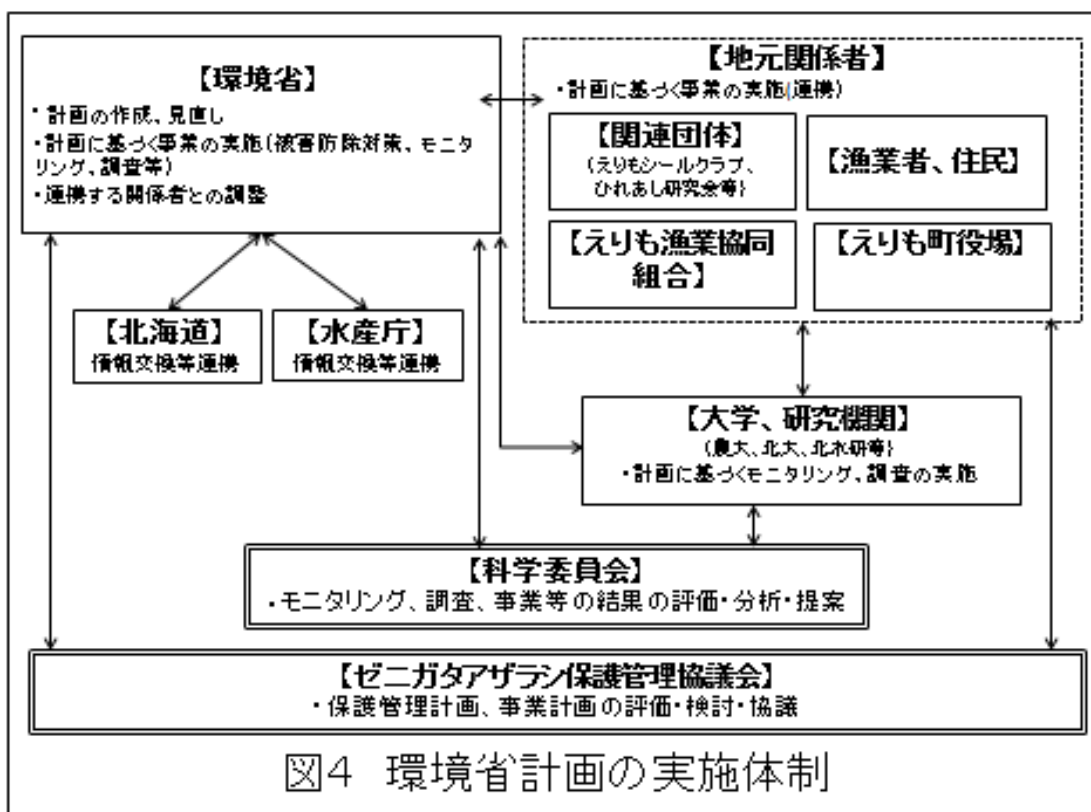 【環境省】
・計画の作成、見直し
・計画に基づく事業の実施(被害防除対策、モニタ
リング、調査等)
・連携する関係者との調整
【地元関係者】
・計画に基づく事業の実施(連携)
【関連団体】
(えりもシールクラブ、
ひれあし研究会等)
【漁業者、住民】
【えりも漁業協同
組合】
【えりも町役場】
【北海道】
情報交換等連携
【水産庁】
情報交換等連携
【大学、研究機関】
(農大、北大、北水研等)
・計画に基づくモニタリング、調査の実施
【科学委員会】
・モニタリング、調査、事業等の結果の評価・分析・提案
【ゼニガタアザラシ保護管理協議会】
・保護管理計画、事業計画の評価・検討・協議
図4 環境省計画の実施体制